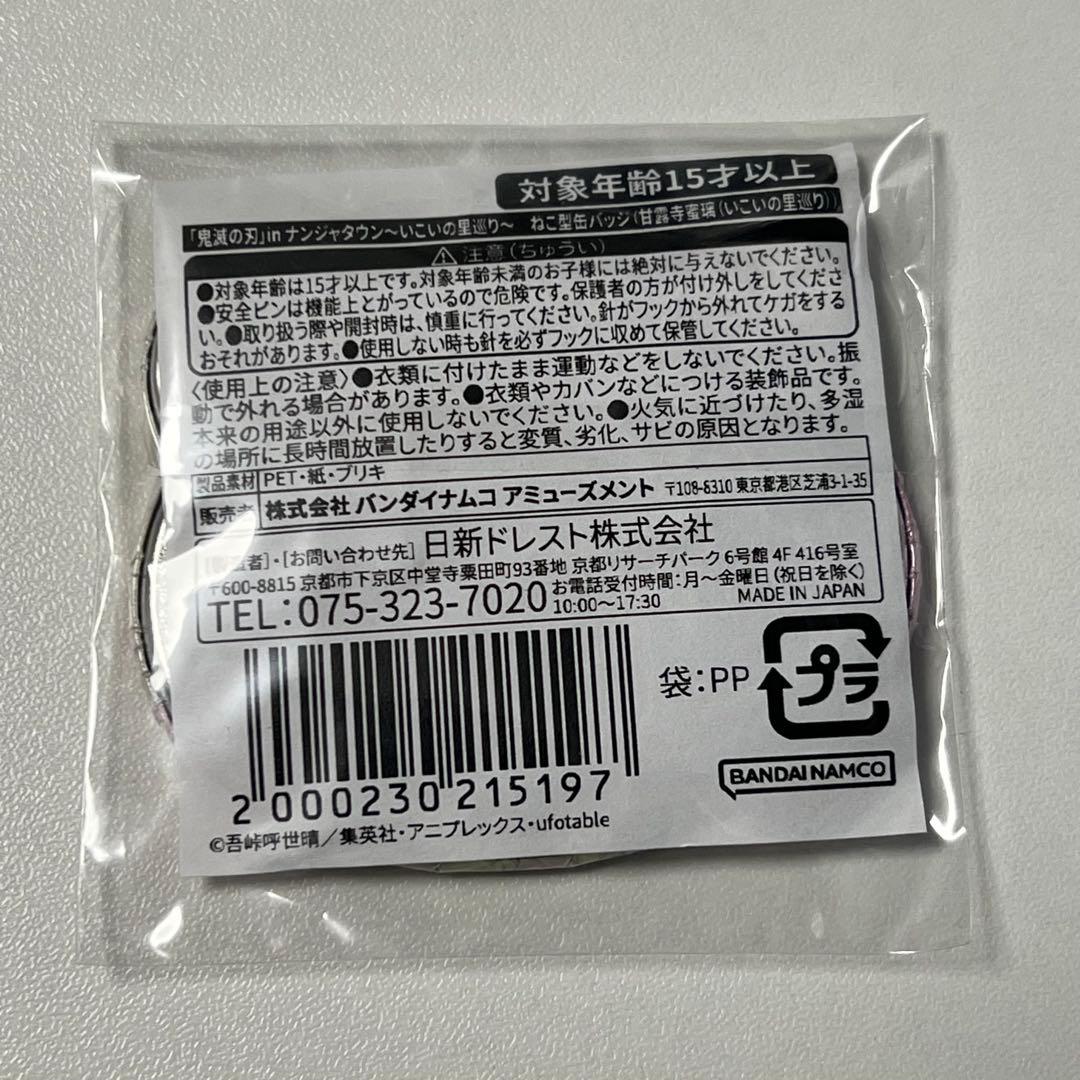 対象年齢15才以上
「鬼滅の刃」in ナンジャタウン～いこいの里巡り～ ねこ型缶バッジ（甘露寺蜜璃（いこいの里巡り））
⚠ 注意（ちゅうい）
●対象年齢は15才以上です。対象年齢未満のお子様には絶対に与えないでください。
●安全ピンは機能上とがっているので危険です。保護者の方が付け外しをしてくださ
い。●取り扱う際や開封時は、慎重に行ってください。針がフックから外れてケガをする
おそれがあります。●使用しない時も針を必ずフックに収めて保管してください。
〈使用上の注意〉●衣類に付けたまま運動などをしないでください。振
動で外れる場合があります。●衣類やカバンなどにつける装飾品です。
本来の用途以外に使用しないでください。●火気に近づけたり、多湿
の場所に長時間放置したりすると変質、劣化、サビの原因となります。
製品素材 PET・紙・ブリキ
販売者 株式会社 バンダイナムコ アミューズメント 〒108-8310 東京都港区芝浦3-1-35
者]・[お問い合わせ先] 日新ドレスト株式会社
〒600-8815 京都市下京区中堂寺粟田町93番地 京都リサーチパーク 6号館 4F 416号室
TEL：075-323-7020 お電話受付時間：月～金曜日（祝日を除く）
10:00～17:30 MADE IN JAPAN
袋：PP プラ
BANDAI NAMCO
2 000230 215197
©吾峠呼世晴／集英社・アニプレックス・ufotable